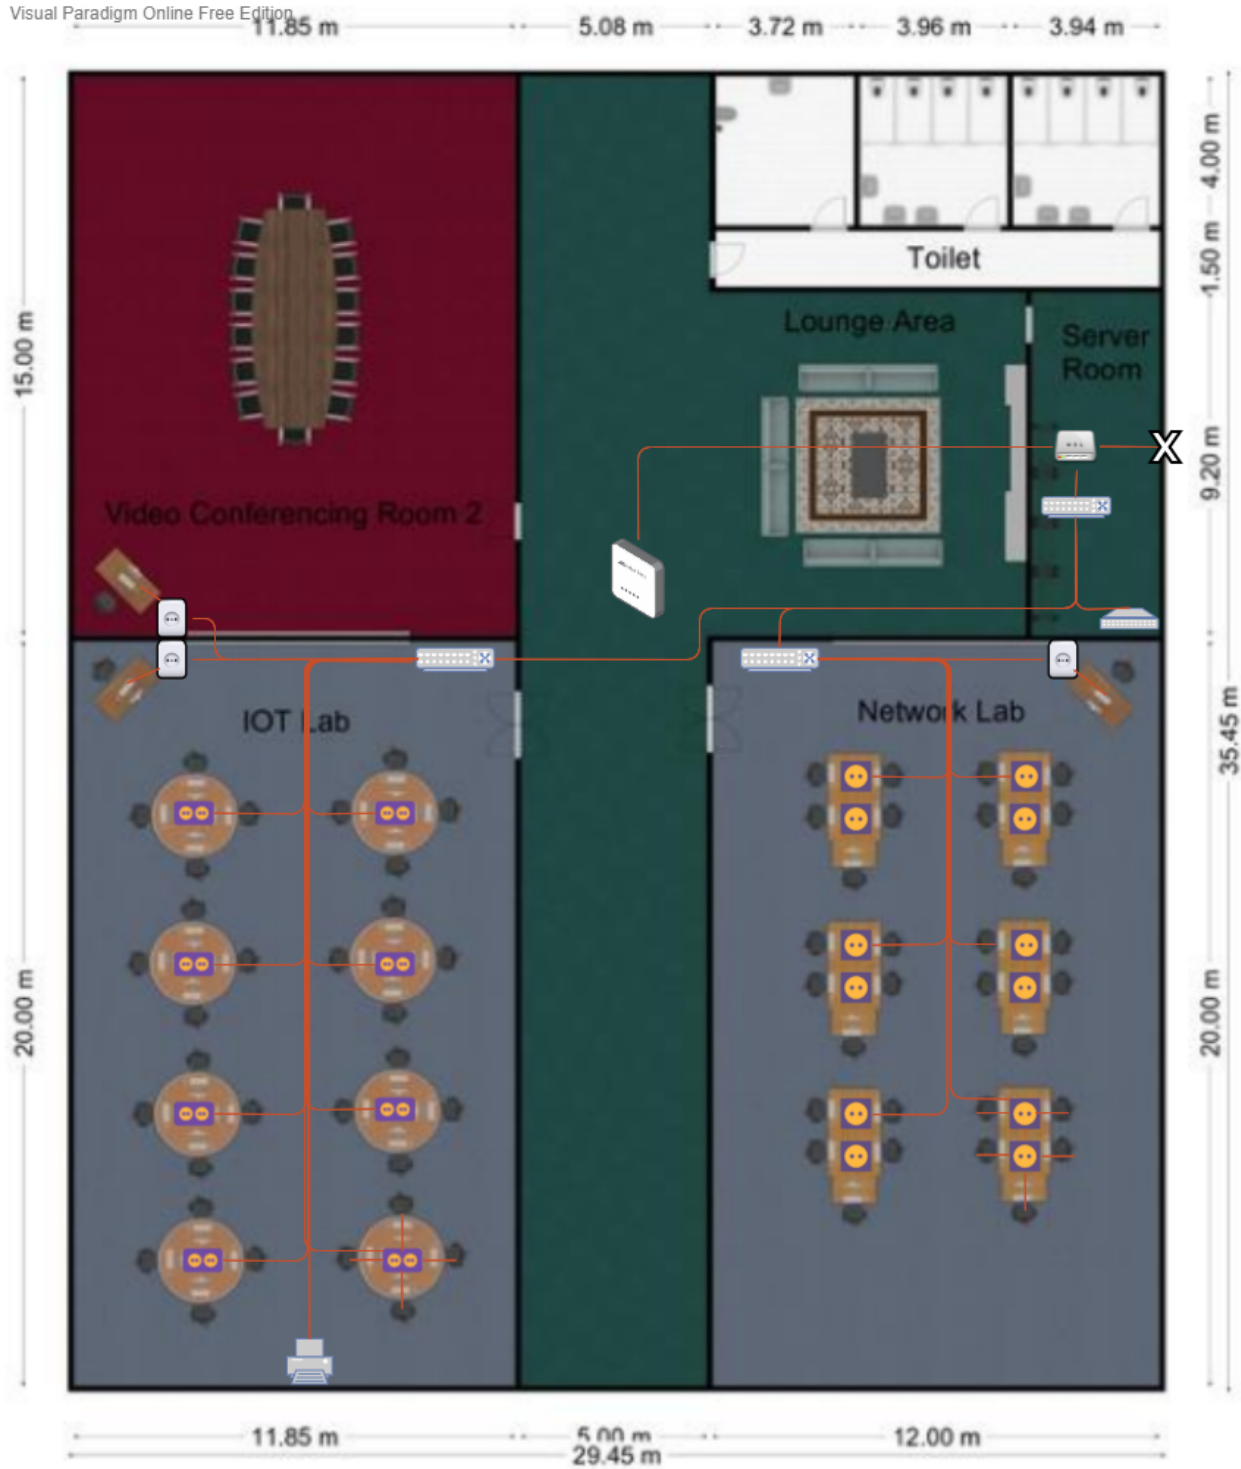 Visual Paradigm Online Free Edition
11.85 m
5.08 m
3.72 m
3.96 m
3.94 m
4.00 m
1.50 m
Toilet
Lounge Area
Server
Room
15.00 m
9.20 m
X
Video Conferencing Room 2
IOT Lab
Network Lab
35.45 m
20.00 m
20.00 m
11.85 m
5.00 m
12.00 m
29.45 m